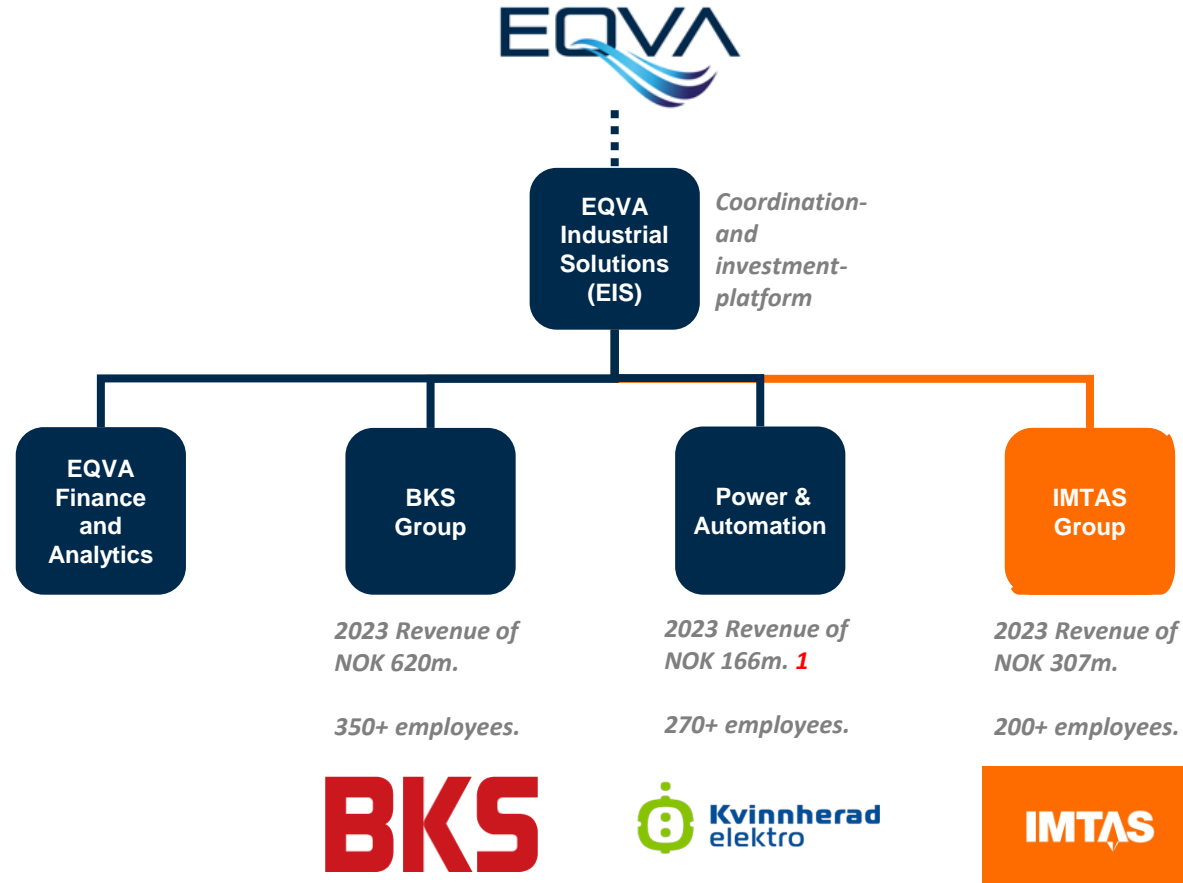 EQVA
EQVA
Industrial
Solutions
(EIS)
Coordination-
and
investment-
platform
EQVA
Finance
and
Analytics
BKS
Group
Power &
Automation
IMTAS
Group
2023 Revenue of
NOK 620m.
350+ employees.
2023 Revenue of
NOK 166m. 1
270+ employees.
2023 Revenue of
NOK 307m.
200+ employees.
BKS
Kvinnherad
elektro
IMTAS